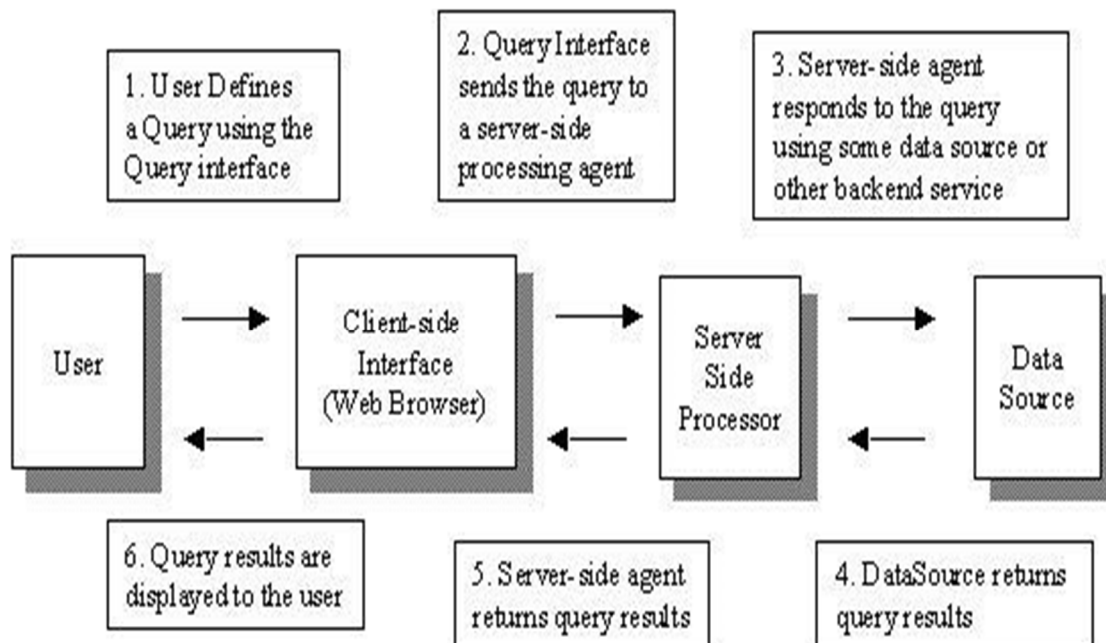 1. User Defines
a Query using the
Query interface
2. Query Interface
sends the query to
a server-side
processing agent
3. Server-side agent
responds to the query
using some data source or
other backend service
User
Client-side
Interface
(Web Browser)
Server
Side
Processor
Data
Source
6. Query results are
displayed to the user
5. Server-side agent
returns query results
4. DataSource returns
query results